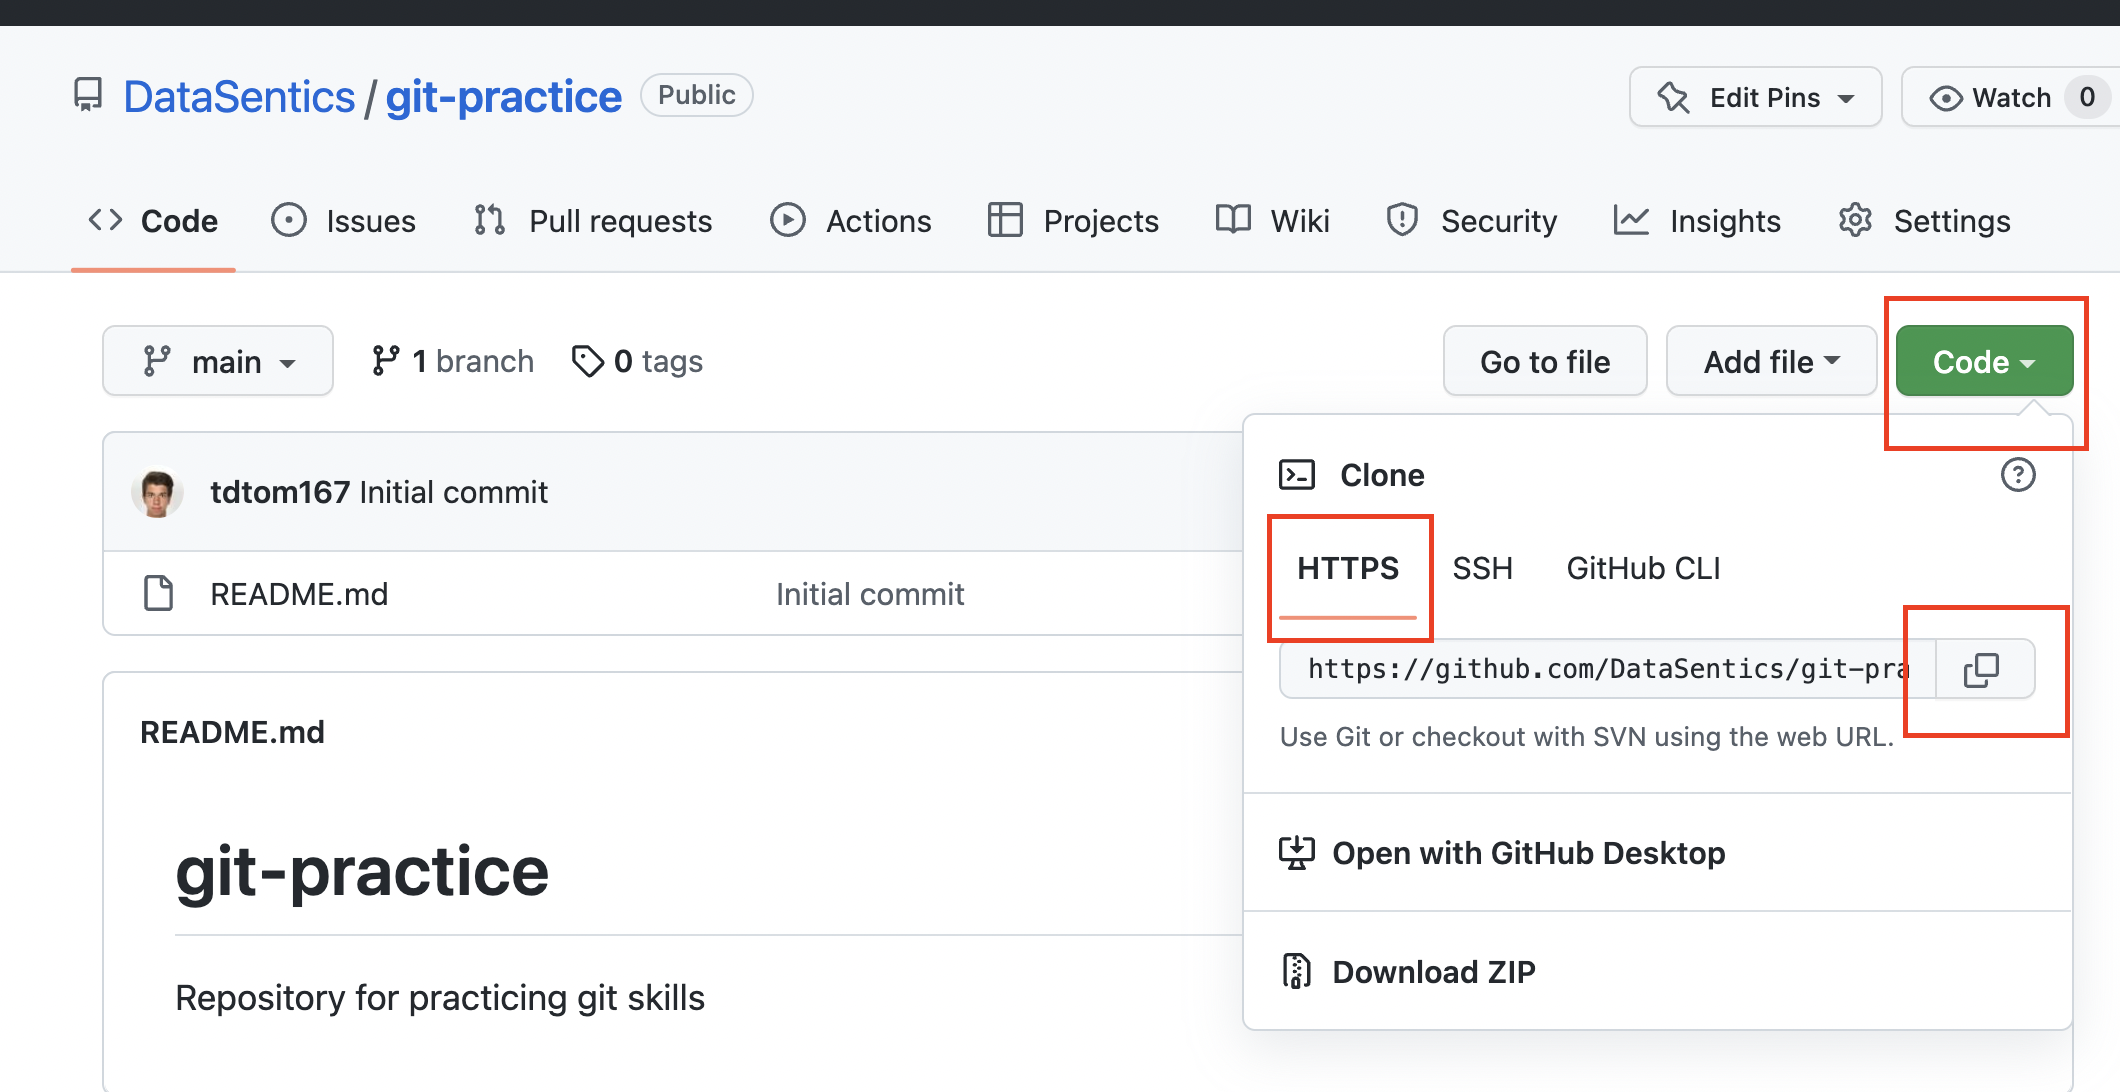 DataSentics / git-practice Public
Edit Pins
Watch 0
Code
Issues
Pull requests
Actions
Projects
Wiki
Security
Insights
Settings
main
1 branch
0 tags
Go to file
Add file
Code
tdtom167 Initial commit
README.md
Initial commit
README.md
git-practice
Repository for practicing git skills
Clone
HTTPS
SSH
GitHub CLI
https://github.com/DataSentics/git-pra
Use Git or checkout with SVN using the web URL.
Open with GitHub Desktop
Download ZIP